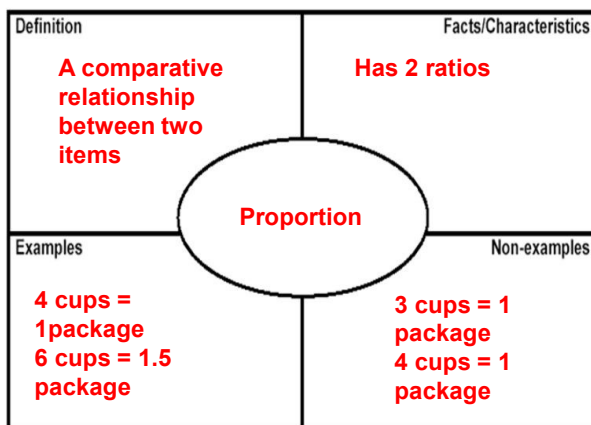 Definition
A comparative
relationship
between two
items
Facts/Characteristics
Has 2 ratios
Proportion
Examples
4 cups =
1package
6 cups = 1.5
package
Non-examples
3 cups = 1
package
4 cups = 1
package